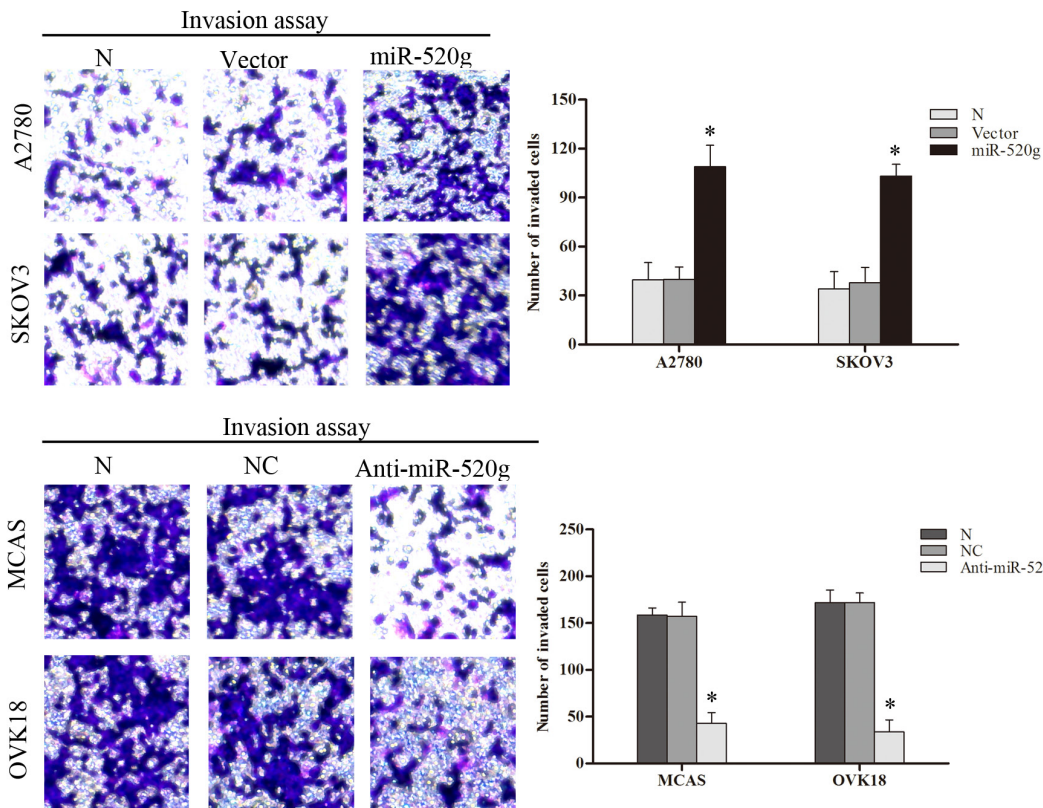 Invasion assay
N Vector miR-520g
A2780
SKOV3
150
120
90
60
30
0
Number of invaded cells
N
Vector
miR-520g
*
*
A2780 SKOV3
Invasion assay
N NC Anti-miR-520g
MCAS
OVK18
250
200
150
100
50
0
Number of invaded cells
N
NC
Anti-miR-52
*
*
MCAS OVK18